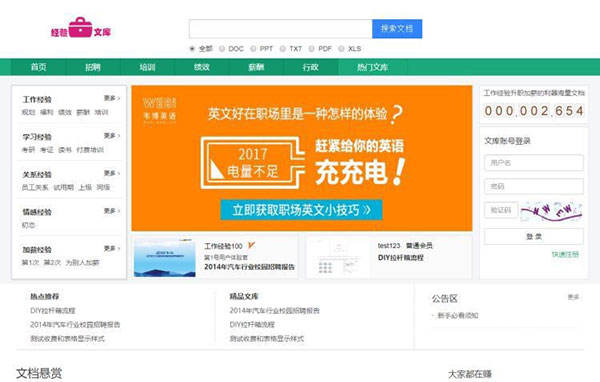 经验 文库
搜索文档
全部 DOC PPT TXT PDF XLS
首页 招聘 培训 绩效 薪酬 行政 热门文库
工作经验 更多
规划 福利 绩效 薪酬 培训
学习经验 更多
考研 考证 读书 付费培训
关系经验 更多
员工关系 试用期 上级 同级
情感经验 更多
初恋
加薪经验 更多
第1次 第2次 为别人加薪
WEBI
韦博英语
英文好在职场里是一种怎样的体验?
2017
电量不足
赶紧给你的英语
充充电!
立即获取职场英文小技巧 》
工作经验升职加薪的利器海量文档
000,002,654
文库账号登录
用户名
密码
验证码
登 录
快速注册
工作经验100
第1号用户体验官
2014年汽车行业校园招聘报告
test123 普通会员
DIY拉杆箱流程
热点推荐
DIY拉杆箱流程
2014年汽车行业校园招聘报告
测试收费和表格显示样式
精品文库
DIY拉杆箱流程
2014年汽车行业校园招聘报告
测试收费和表格显示样式
公告区 更多
· 新手必看须知
文档悬赏
大家都在赚